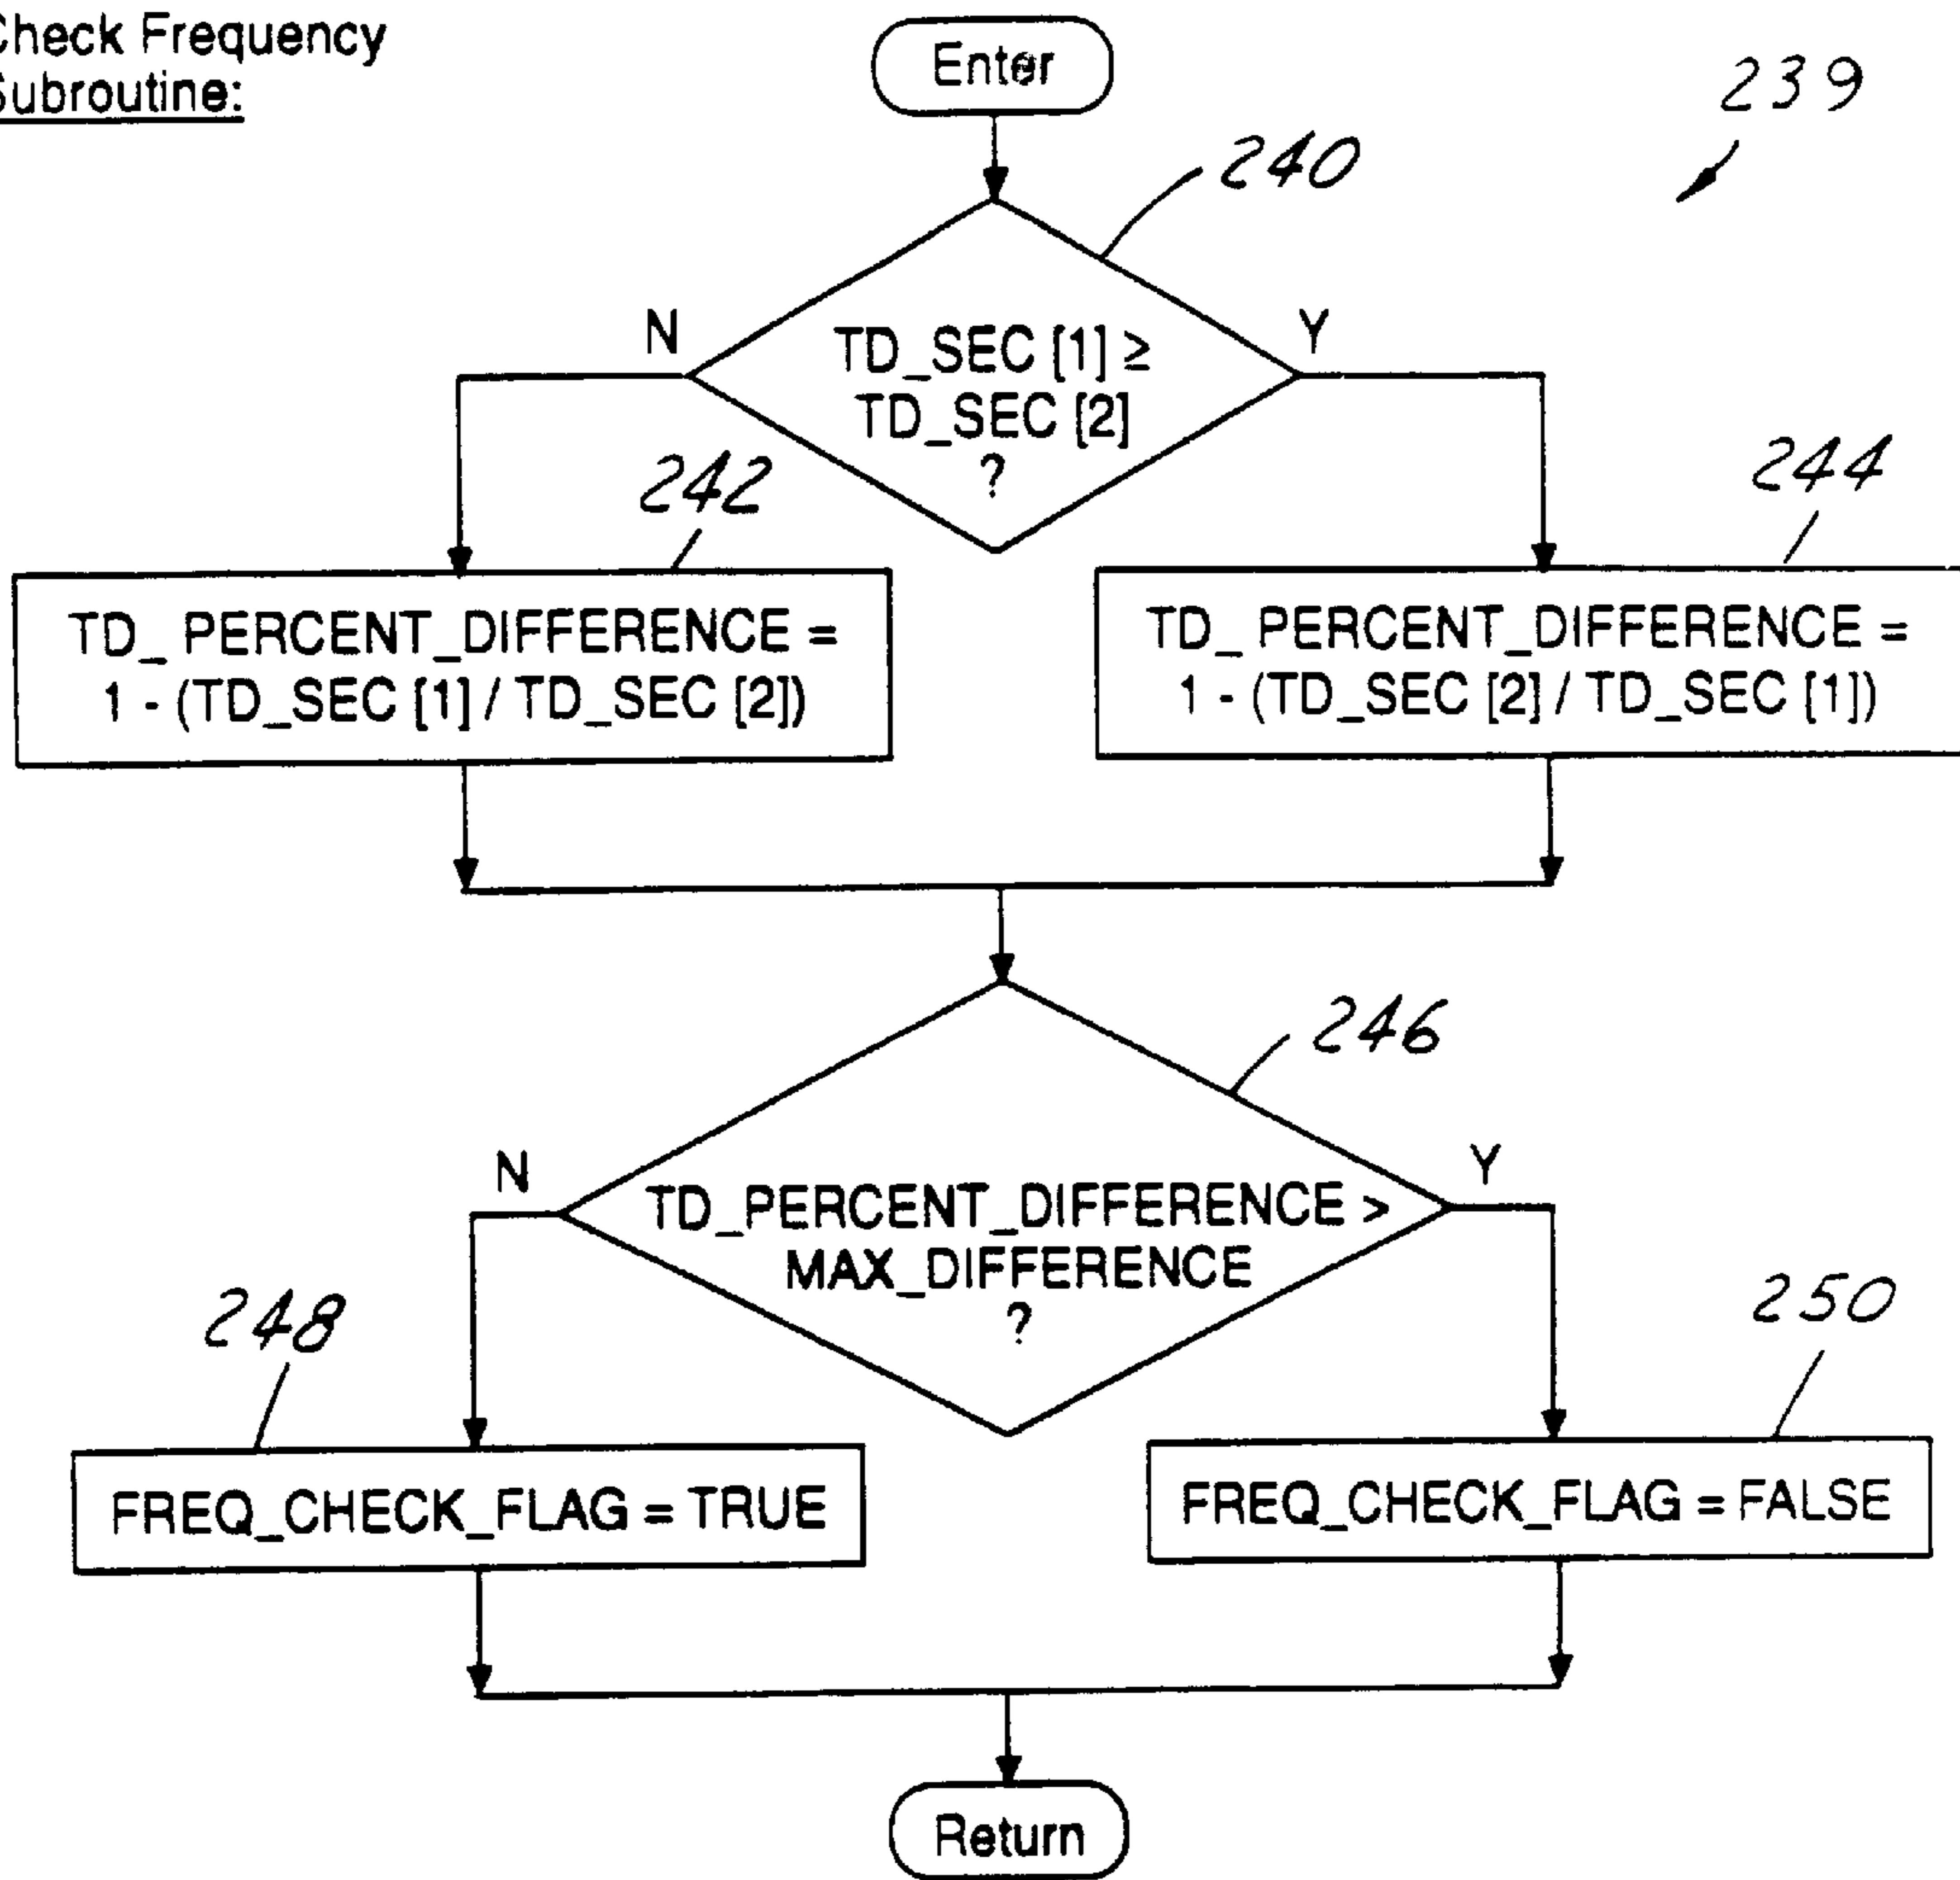 Check Frequency
Subroutine:
Enter
239
240
N
Y
TD_SEC [1] ≥
TD_SEC [2]
?
242
244
TD_ PERCENT_DIFFERENCE =
1 - (TD_SEC [1] / TD_SEC [2])
TD_ PERCENT_DIFFERENCE =
1 - (TD_SEC [2] / TD_SEC [1])
246
N
Y
TD_PERCENT_DIFFERENCE >
MAX_DIFFERENCE
?
248
250
FREQ_CHECK_FLAG = TRUE
FREQ_CHECK_FLAG = FALSE
Return